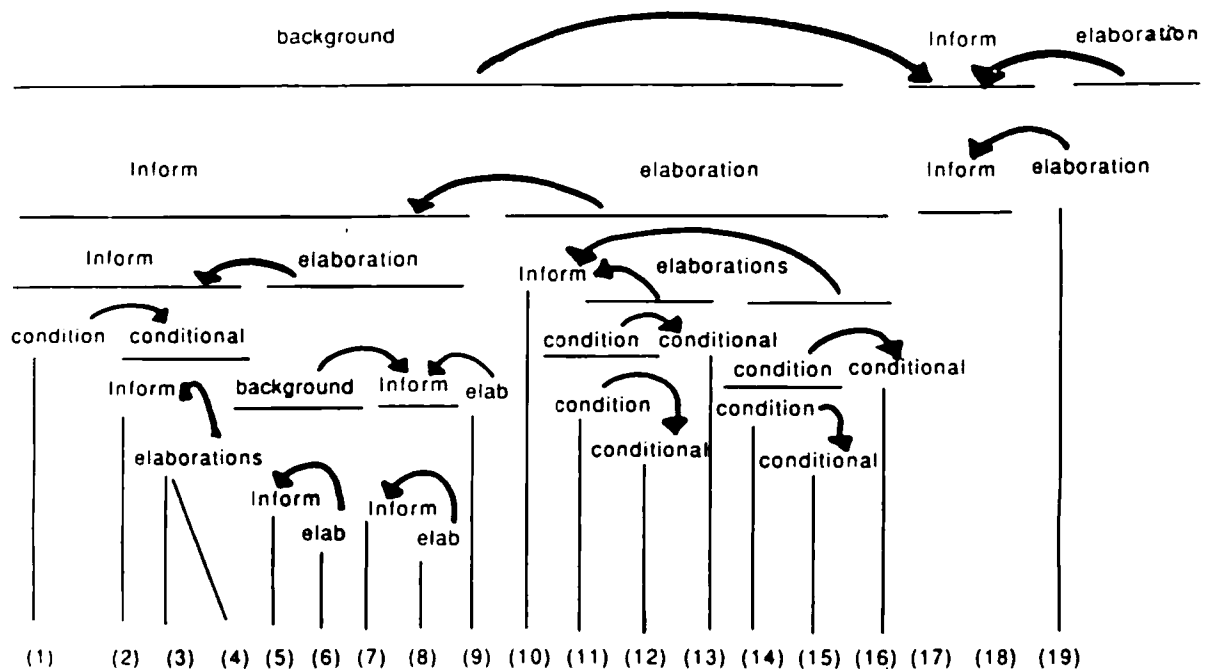 background Inform elaboration
Inform elaboration Inform elaboration
Inform elaboration Inform elaborations
condition conditional condition conditional
Inform background Inform elab condition conditional
condition condition
elaborations conditional conditional
Inform Inform
elab elab
(1) (2) (3) (4) (5) (6) (7) (8) (9) (10) (11) (12) (13) (14) (15) (16) (17) (18) (19)